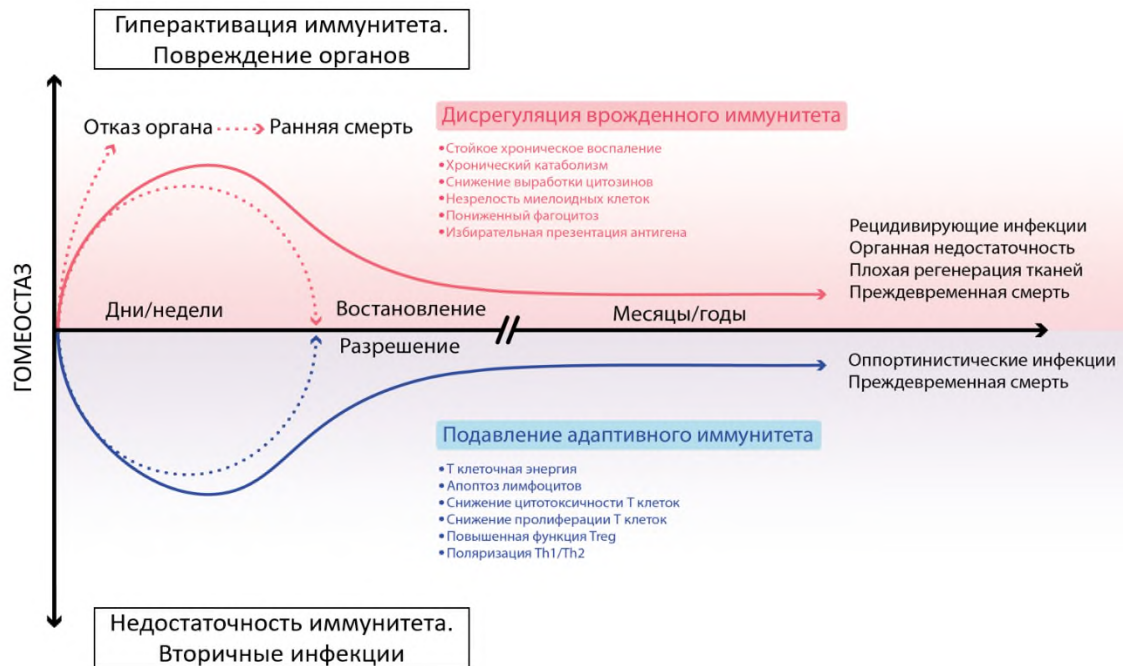 Гиперактивация иммунитета.
Повреждение органов
Отказ органа
Ранняя смерть
Дисрегуляция врожденного иммунитета
•Стойкое хроническое воспаление
•Хронический катаболизм
•Снижение выработки цитозинов
•Незрелость миелоидных клеток
•Пониженный фагоцитоз
•Избирательная презентация антигена
Рецидивирующие инфекции
Органная недостаточность
Плохая регенерация тканей
Преждевременная смерть
ГОМЕОСТАЗ
Дни/недели
Востановление
Месяцы/годы
Разрешение
Оппортинистические инфекции
Преждевременная смерть
Подавление адаптивного иммунитета
•Т клеточная энергия
•Апоптоз лимфоцитов
•Снижение цитотоксичности Т клеток
•Снижение пролиферации Т клеток
•Повышенная функция Treg
•Поляризация Th1/Th2
Недостаточность иммунитета.
Вторичные инфекции